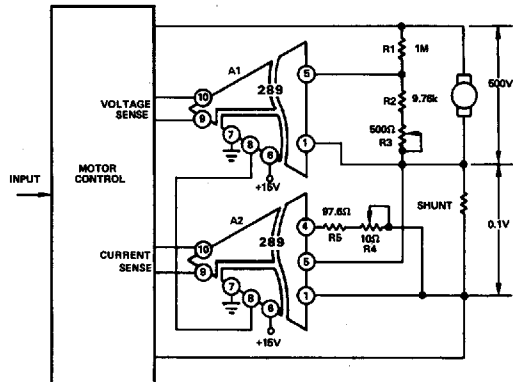 R1
1M
A1
5
500V
10
289
R2
9.76k
VOLTAGE
SENSE
9
7
8
6
1
500Ω
R3
+15V
INPUT
MOTOR
CONTROL
SHUNT
A2
97.6Ω
4
R5
10Ω
R4
0.1V
10
289
5
CURRENT
SENSE
9
7
8
6
1
+15V